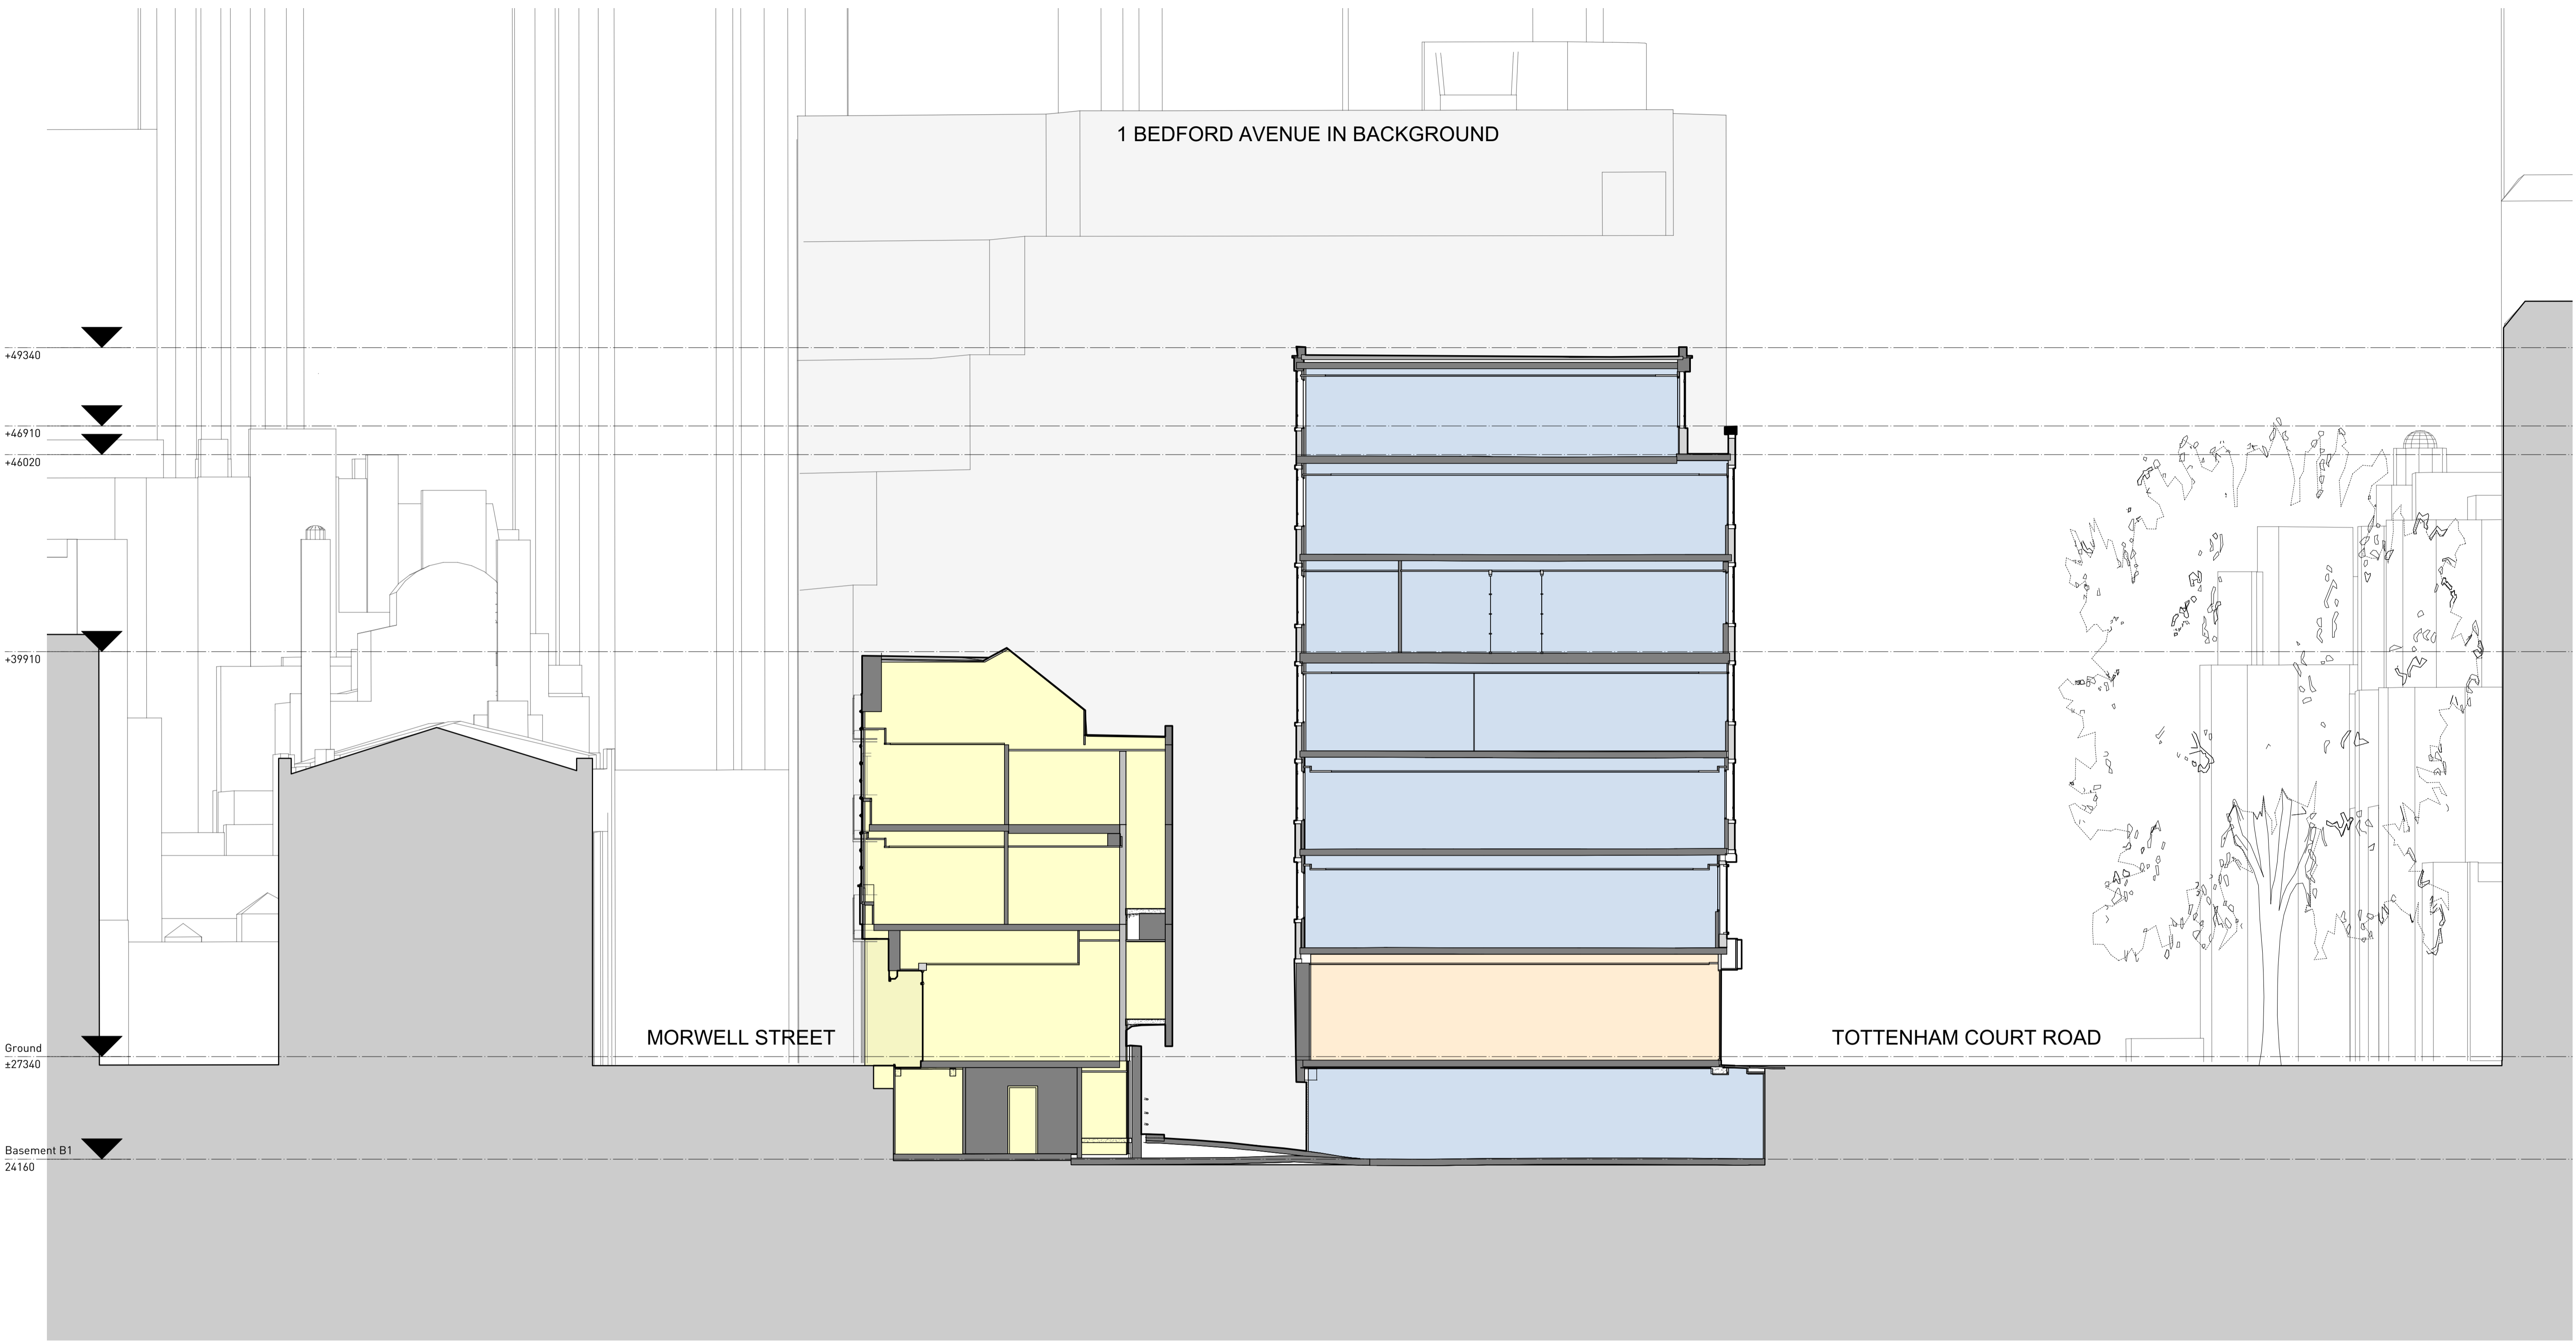 1 BEDFORD AVENUE IN BACKGROUND
+49340
+46910
+46020
+39910
MORWELL STREET
TOTTENHAM COURT ROAD
Ground
±27340
Basement B1
24160